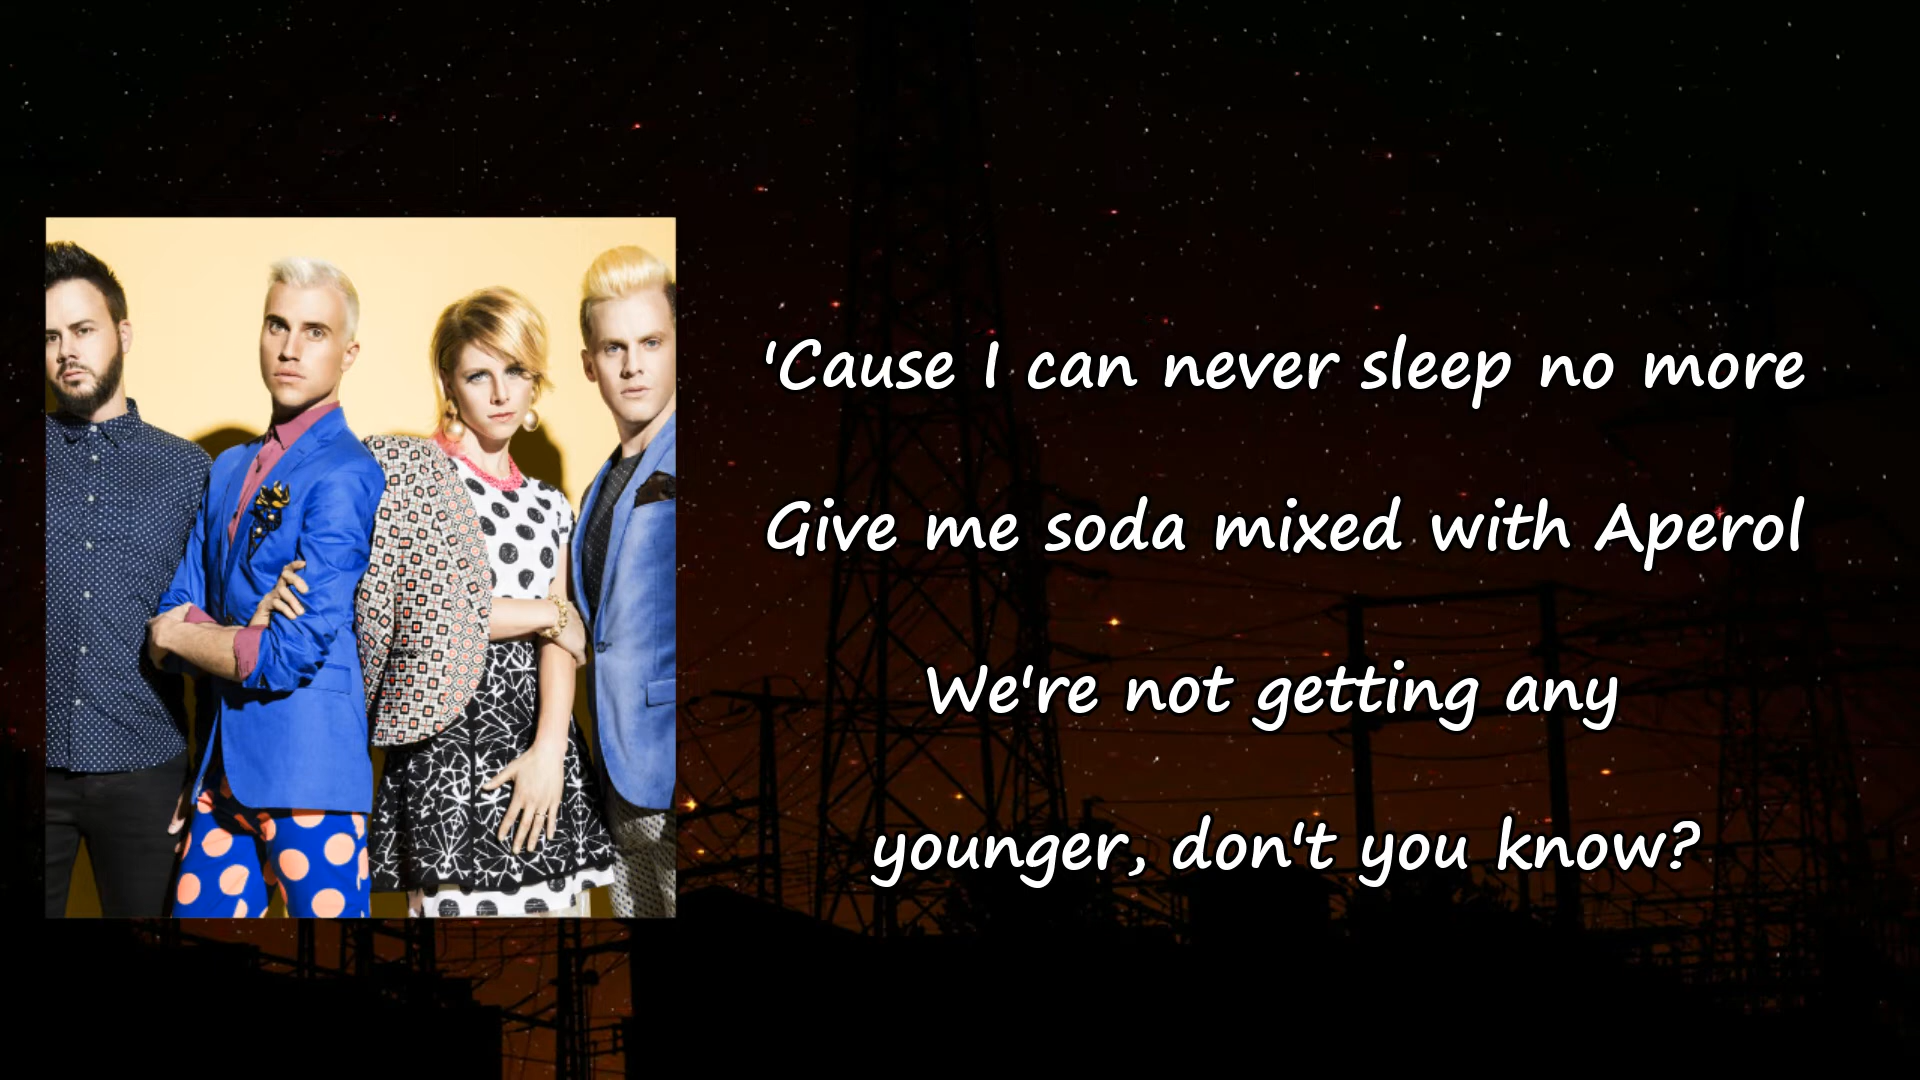 'Cause I can never sleep no more
Give me soda mixed with Aperol
We're not getting any
younger, don't you know?